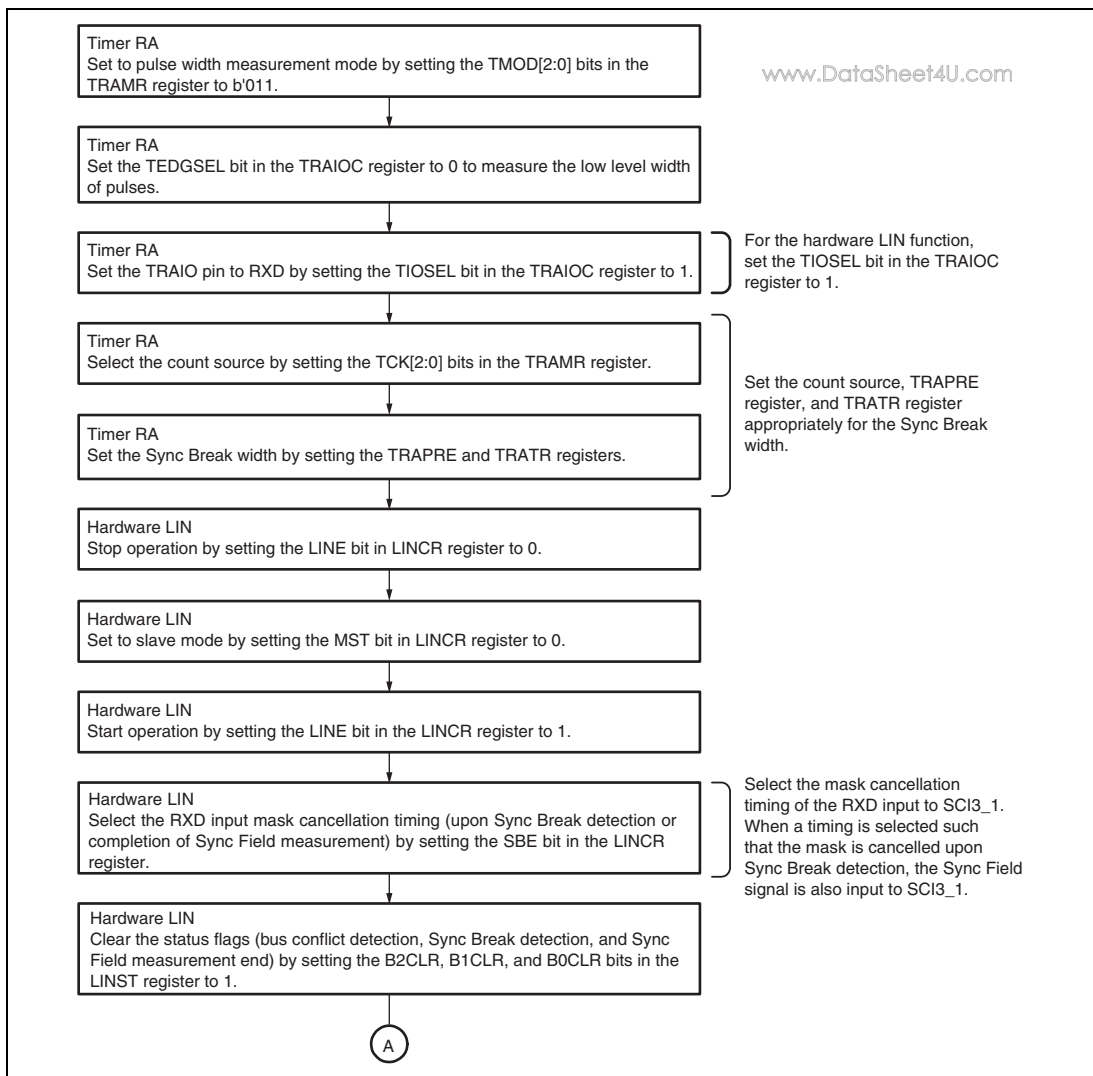 Timer RA
Set to pulse width measurement mode by setting the TMOD[2:0] bits in the
TRAMR register to b'011.
www.DataSheet4U.com
Timer RA
Set the TEDGSEL bit in the TRAIOC register to 0 to measure the low level width
of pulses.
Timer RA
Set the TRAIO pin to RXD by setting the TIOSEL bit in the TRAIOC register to 1.
For the hardware LIN function,
set the TIOSEL bit in the TRAIOC
register to 1.
Timer RA
Select the count source by setting the TCK[2:0] bits in the TRAMR register.
Timer RA
Set the Sync Break width by setting the TRAPRE and TRATR registers.
Set the count source, TRAPRE
register, and TRATR register
appropriately for the Sync Break
width.
Hardware LIN
Stop operation by setting the LINE bit in LINCR register to 0.
Hardware LIN
Set to slave mode by setting the MST bit in LINCR register to 0.
Hardware LIN
Start operation by setting the LINE bit in the LINCR register to 1.
Hardware LIN
Select the RXD input mask cancellation timing (upon Sync Break detection or
completion of Sync Field measurement) by setting the SBE bit in the LINCR
register.
Select the mask cancellation
timing of the RXD input to SCI3_1.
When a timing is selected such
that the mask is cancelled upon
Sync Break detection, the Sync Field
signal is also input to SCI3_1.
Hardware LIN
Clear the status flags (bus conflict detection, Sync Break detection, and Sync
Field measurement end) by setting the B2CLR, B1CLR, and B0CLR bits in the
LINST register to 1.
A